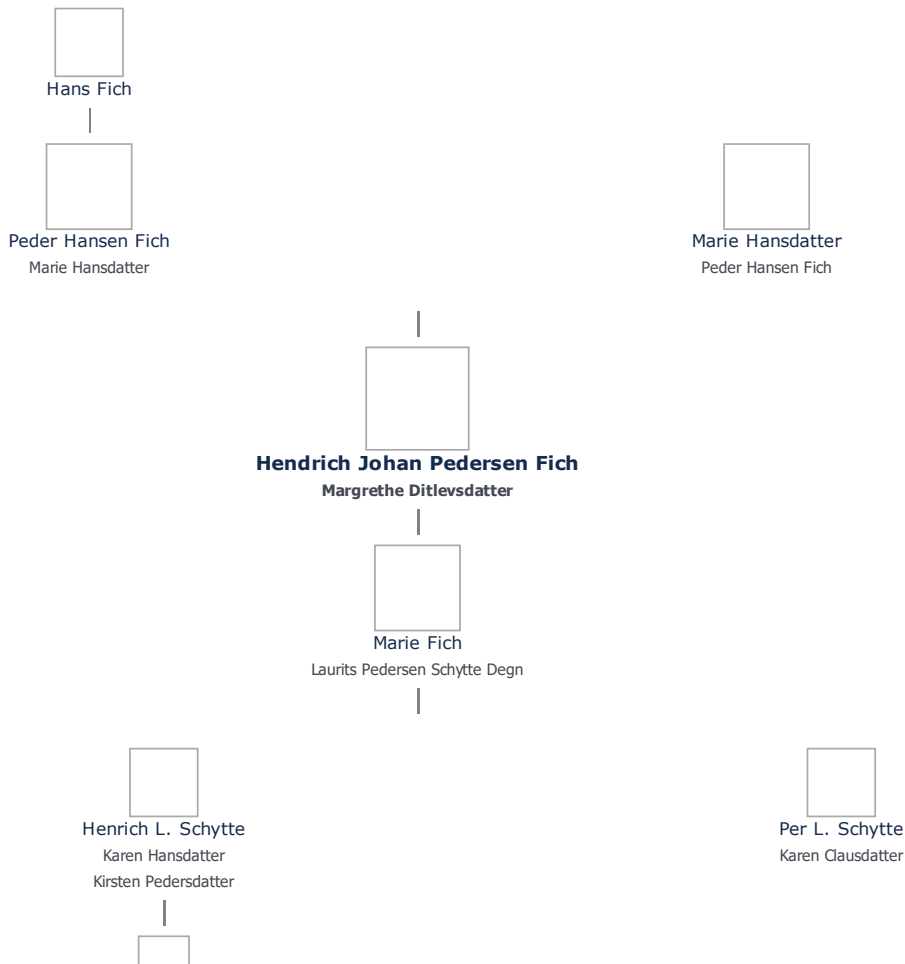 Hans Fich
Peder Hansen Fich
Marie Hansdatter
Marie Hansdatter
Peder Hansen Fich
Hendrich Johan Pedersen Fich
Margrethe Ditlevsdatter
Marie Fich
Laurits Pedersen Schytte Degn
Henrich L. Schytte
Karen Hansdatter
Kirsten Pedersdatter
Per L. Schytte
Karen Clausdatter